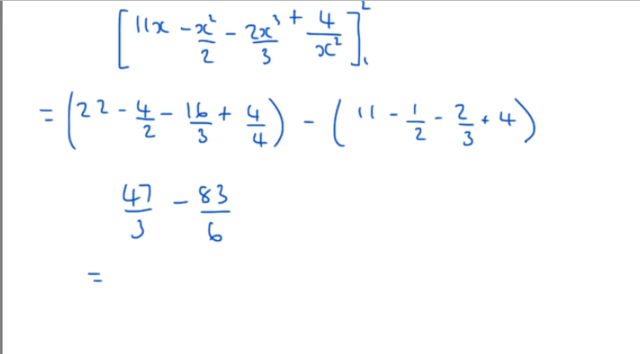 [11x - x²/2 - 2x³/3 + 4/x²]₁²
= (22 - 4/2 - 16/3 + 4/4) - (11 - 1/2 - 2/3 + 4)
47/3 - 83/6
=